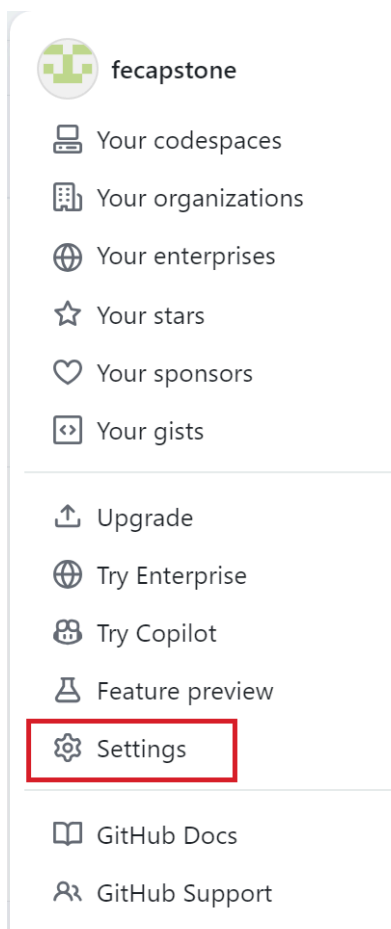 fecapstone
Your codespaces
Your organizations
Your enterprises
Your stars
Your sponsors
Your gists
Upgrade
Try Enterprise
Try Copilot
Feature preview
Settings
GitHub Docs
GitHub Support